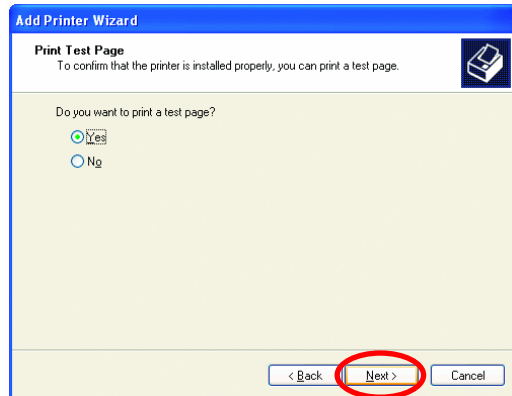 Add Printer Wizard
Print Test Page
To confirm that the printer is installed properly, you can print a test page.
Do you want to print a test page?
Yes
No
< Back
Next >
Cancel